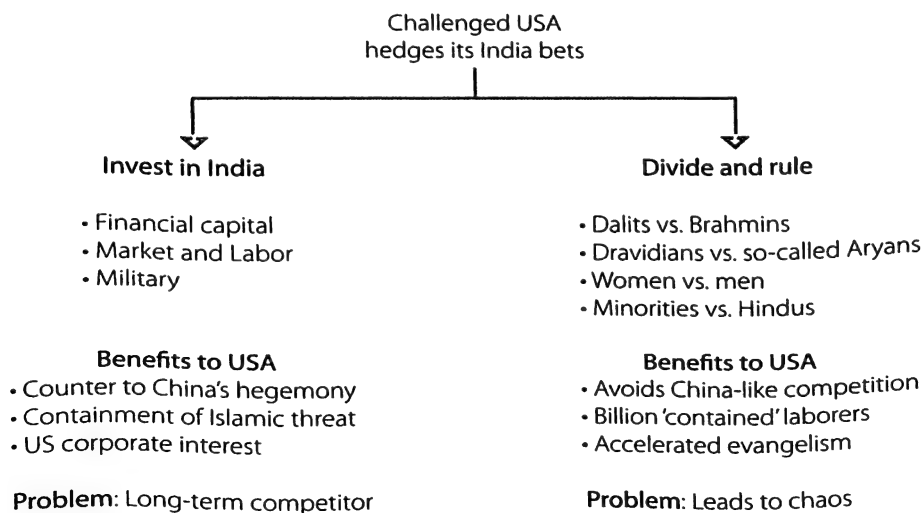 Challenged USA
hedges its India bets
Invest in India
• Financial capital
• Market and Labor
• Military
Benefits to USA
• Counter to China's hegemony
• Containment of Islamic threat
• US corporate interest
Problem: Long-term competitor
Divide and rule
• Dalits vs. Brahmins
• Dravidians vs. so-called Aryans
• Women vs. men
• Minorities vs. Hindus
Benefits to USA
• Avoids China-like competition
• Billion 'contained' laborers
• Accelerated evangelism
Problem: Leads to chaos